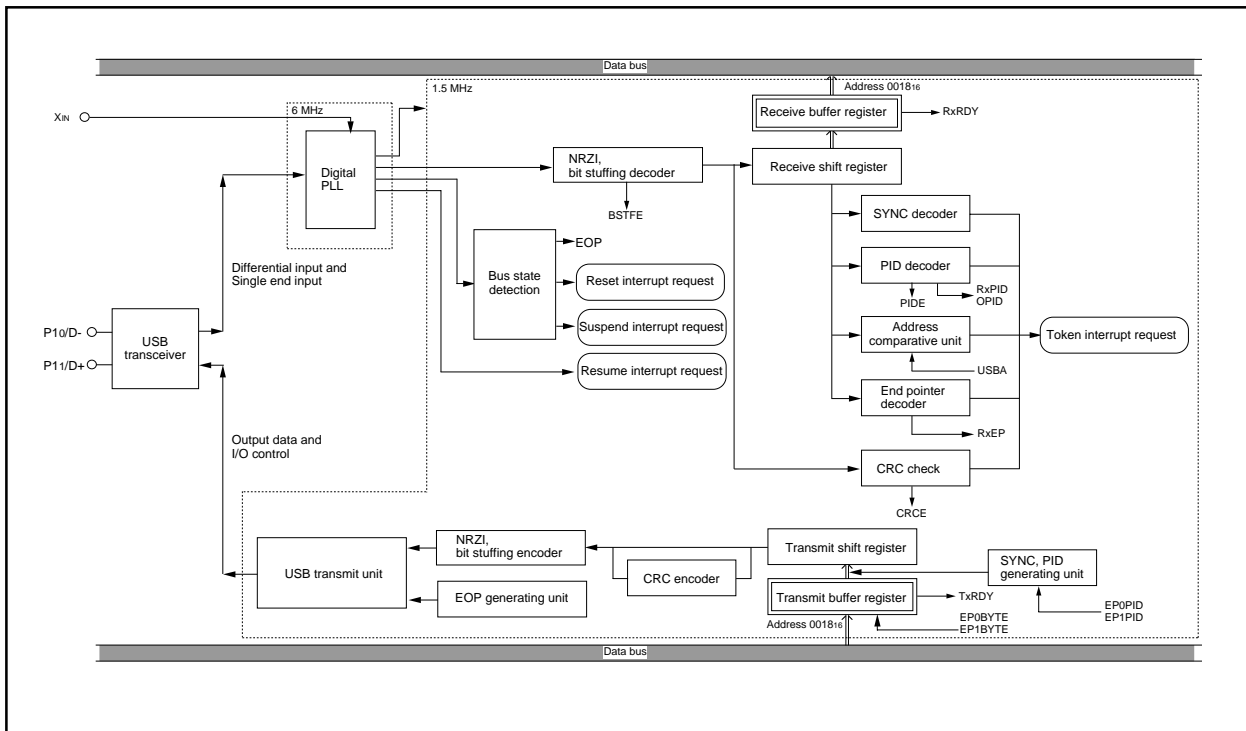 Data bus
1.5 MHz
Address 0018₁₆
6 MHz
XIN
Receive buffer register
RxRDY
Digital
PLL
NRZI,
bit stuffing decoder
Receive shift register
BSTFE
SYNC decoder
EOP
Bus state
detection
Reset interrupt request
PID decoder
RxPID
OPID
PIDE
Differential input and
Single end input
Suspend interrupt request
Address
comparative unit
Token interrupt request
P10/D-
P11/D+
USB
transceiver
Resume interrupt request
USBA
End pointer
decoder
RxEP
Output data and
I/O control
CRC check
CRCE
USB transmit unit
NRZI,
bit stuffing encoder
Transmit shift register
CRC encoder
SYNC, PID
generating unit
EOP generating unit
Transmit buffer register
TxRDY
EP0PID
EP1PID
Address 0018₁₆
EP0BYTE
EP1BYTE
Data bus